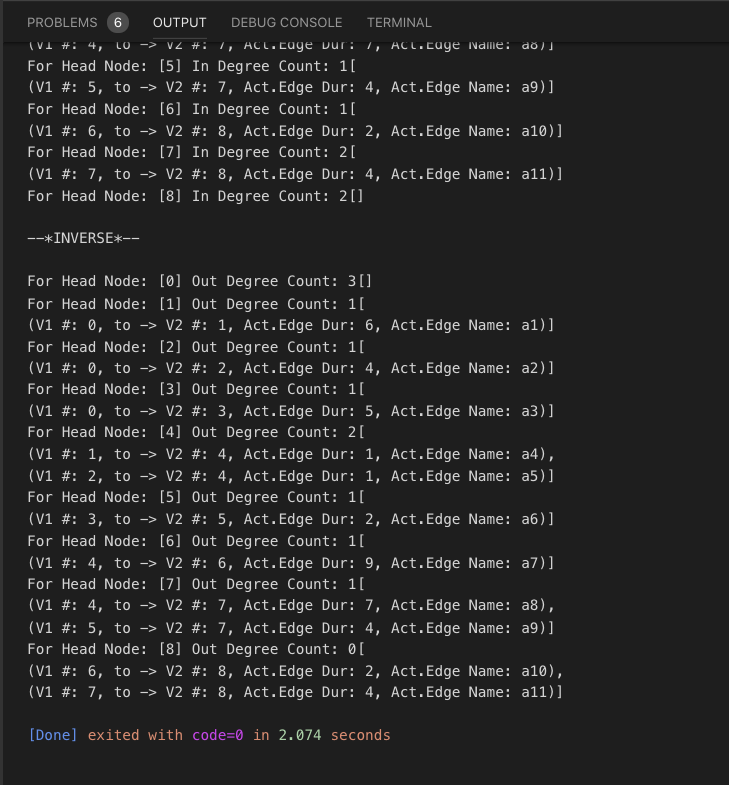 PROBLEMS 6 OUTPUT DEBUG CONSOLE TERMINAL
(V1 #: 4, to -> V2 #: 7, Act.Edge Dur: 7, Act.Edge Name: a8)]
For Head Node: [5] In Degree Count: 1[
(V1 #: 5, to -> V2 #: 7, Act.Edge Dur: 4, Act.Edge Name: a9)]
For Head Node: [6] In Degree Count: 1[
(V1 #: 6, to -> V2 #: 8, Act.Edge Dur: 2, Act.Edge Name: a10)]
For Head Node: [7] In Degree Count: 2[
(V1 #: 7, to -> V2 #: 8, Act.Edge Dur: 4, Act.Edge Name: a11)]
For Head Node: [8] In Degree Count: 2[]
--*INVERSE*--
For Head Node: [0] Out Degree Count: 3[]
For Head Node: [1] Out Degree Count: 1[
(V1 #: 0, to -> V2 #: 1, Act.Edge Dur: 6, Act.Edge Name: a1)]
For Head Node: [2] Out Degree Count: 1[
(V1 #: 0, to -> V2 #: 2, Act.Edge Dur: 4, Act.Edge Name: a2)]
For Head Node: [3] Out Degree Count: 1[
(V1 #: 0, to -> V2 #: 3, Act.Edge Dur: 5, Act.Edge Name: a3)]
For Head Node: [4] Out Degree Count: 2[
(V1 #: 1, to -> V2 #: 4, Act.Edge Dur: 1, Act.Edge Name: a4),
(V1 #: 2, to -> V2 #: 4, Act.Edge Dur: 1, Act.Edge Name: a5)]
For Head Node: [5] Out Degree Count: 1[
(V1 #: 3, to -> V2 #: 5, Act.Edge Dur: 2, Act.Edge Name: a6)]
For Head Node: [6] Out Degree Count: 1[
(V1 #: 4, to -> V2 #: 6, Act.Edge Dur: 9, Act.Edge Name: a7)]
For Head Node: [7] Out Degree Count: 1[
(V1 #: 4, to -> V2 #: 7, Act.Edge Dur: 7, Act.Edge Name: a8),
(V1 #: 5, to -> V2 #: 7, Act.Edge Dur: 4, Act.Edge Name: a9)]
For Head Node: [8] Out Degree Count: 0[
(V1 #: 6, to -> V2 #: 8, Act.Edge Dur: 2, Act.Edge Name: a10),
(V1 #: 7, to -> V2 #: 8, Act.Edge Dur: 4, Act.Edge Name: a11)]
[Done] exited with code=0 in 2.074 seconds